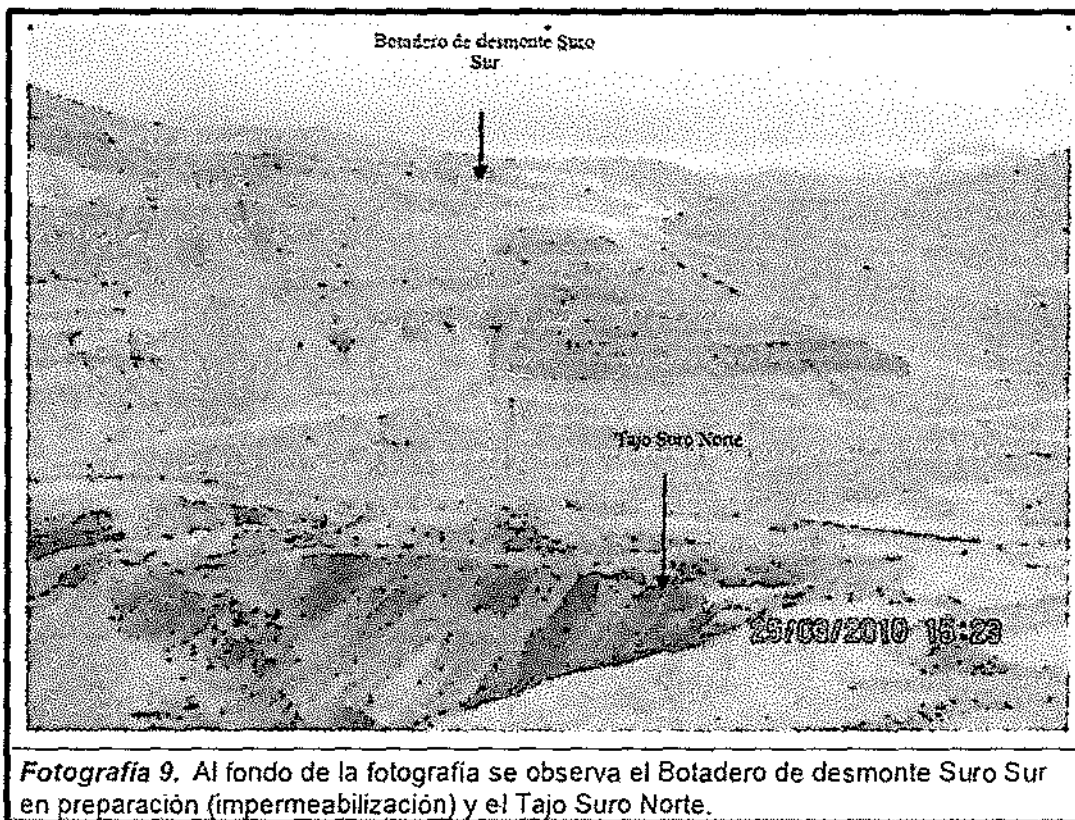 Botadero de desmonte Suro
Sur
Tajo Suro Norte
25/03/2010 15:23
Fotografía 9. Al fondo de la fotografía se observa el Botadero de desmonte Suro Sur
en preparación (impermeabilización) y el Tajo Suro Norte.